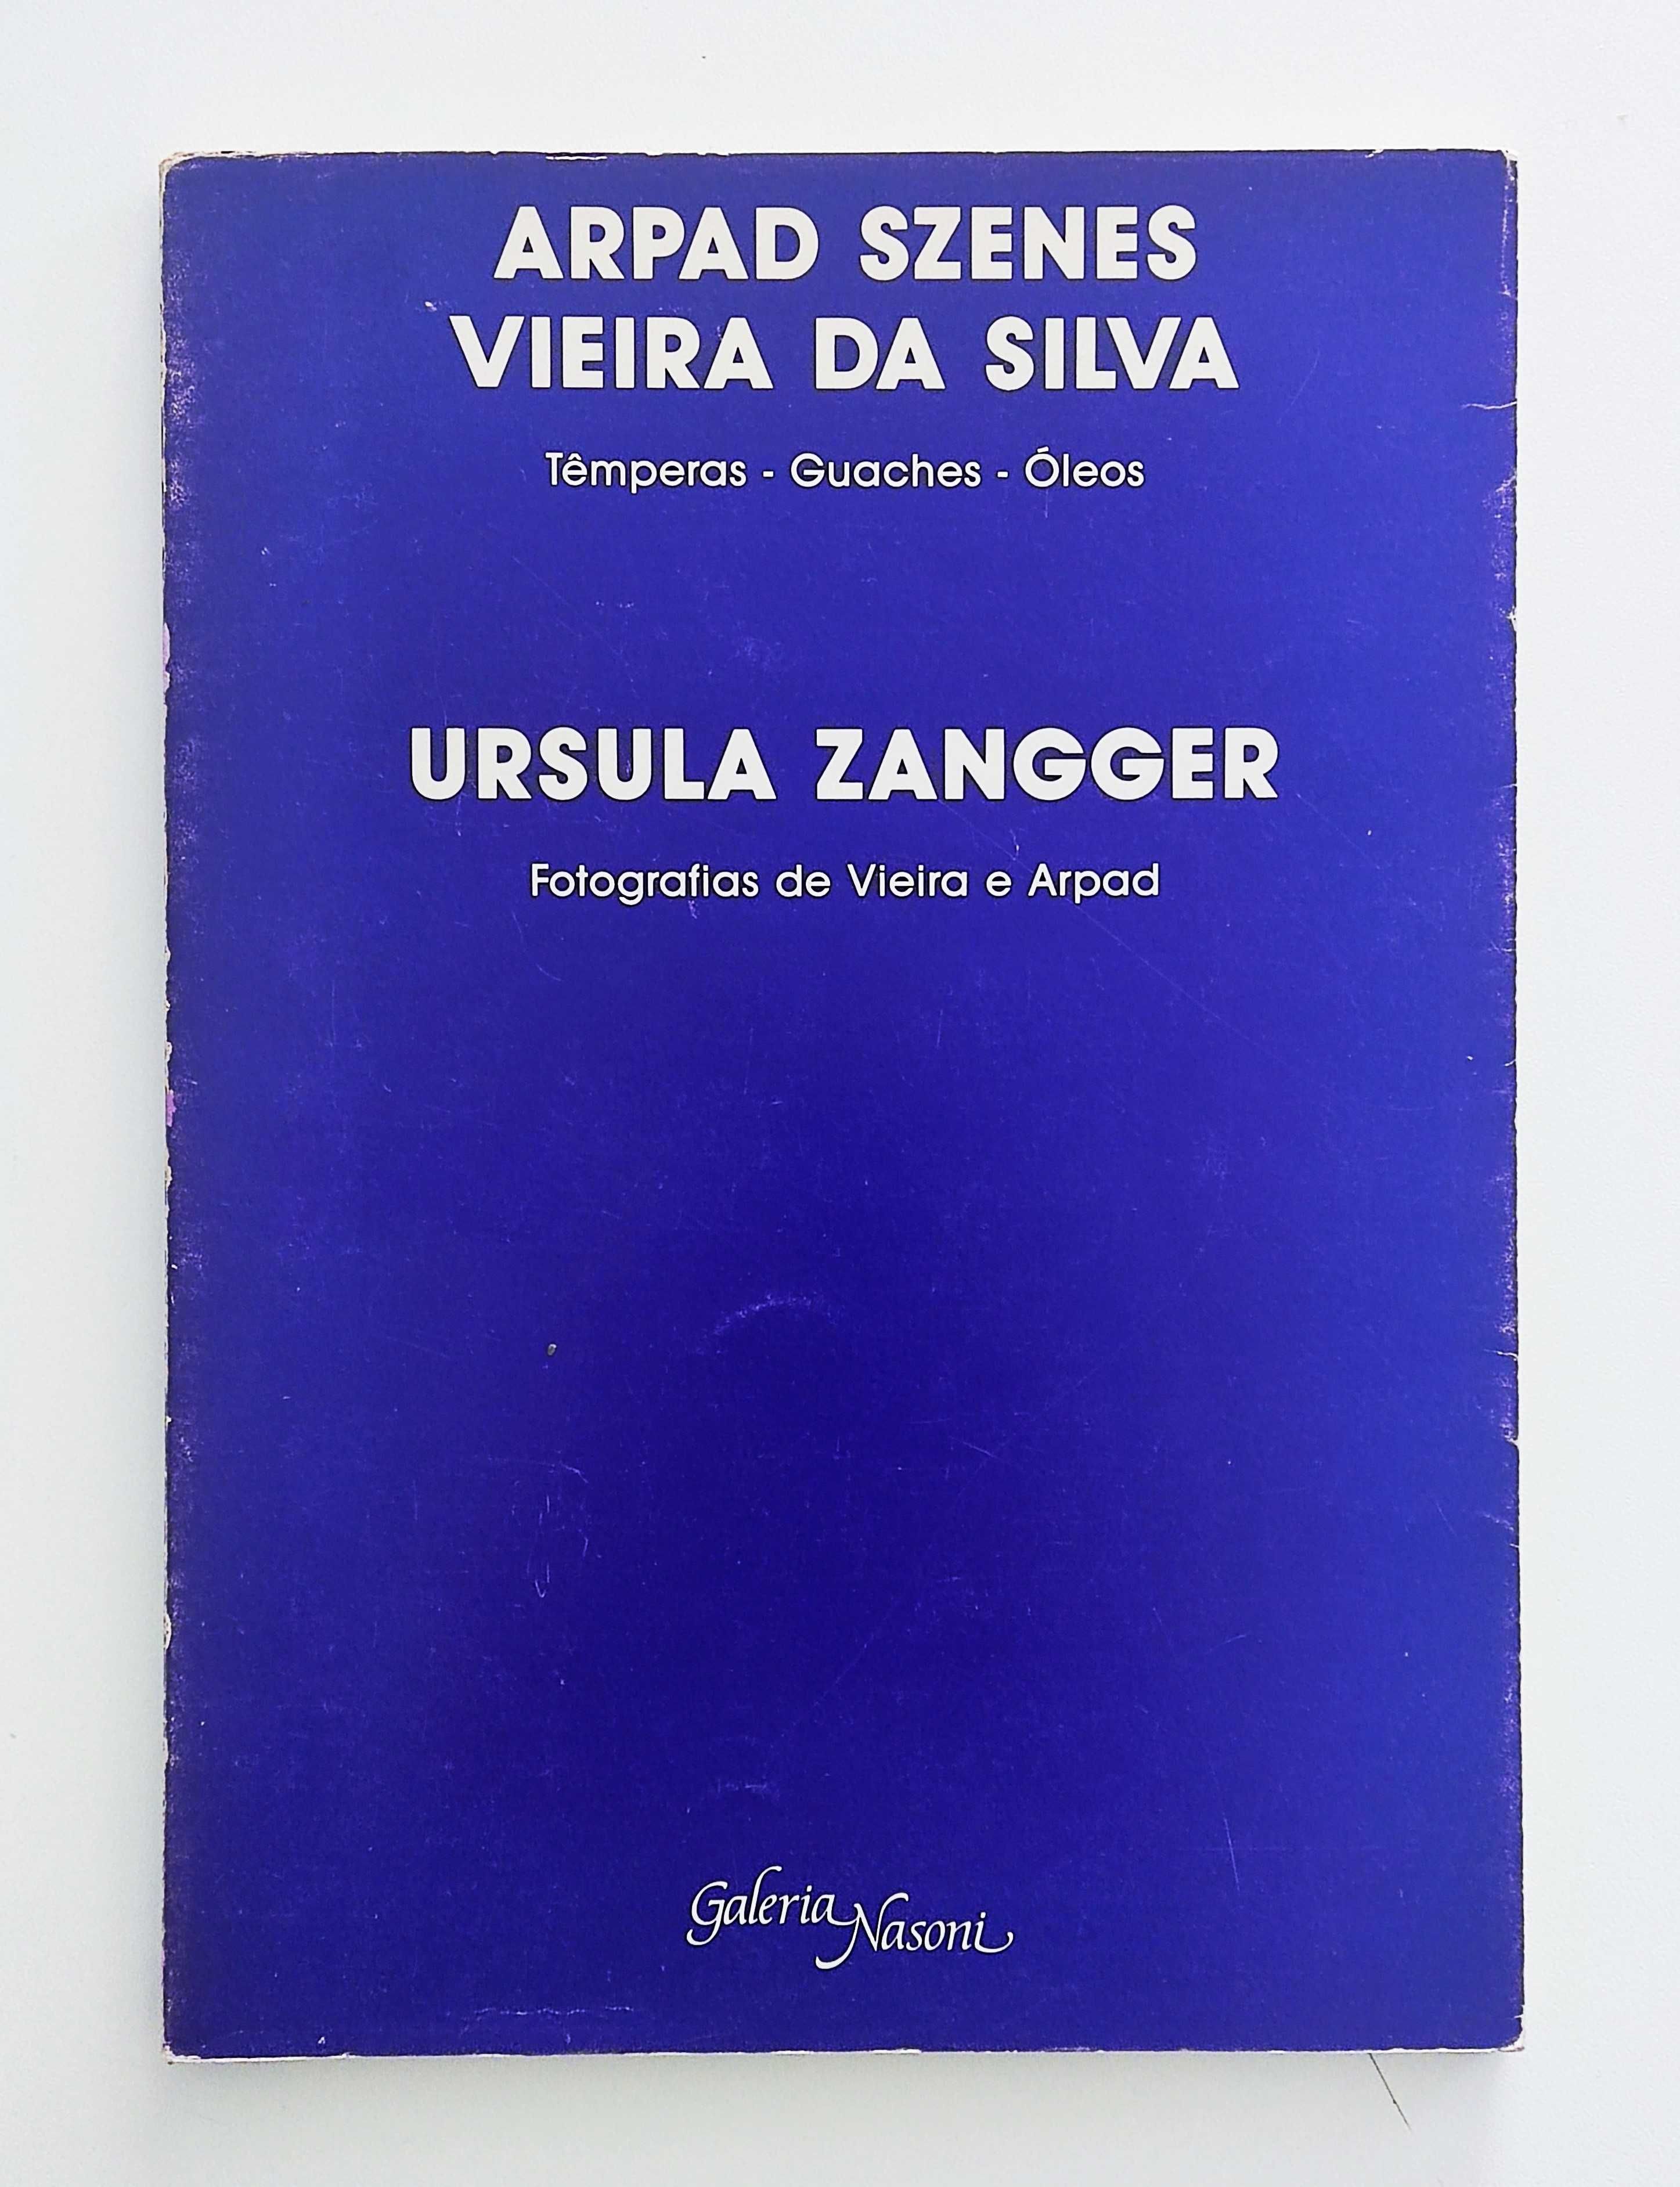 ARPAD SZENES
VIEIRA DA SILVA
Têmperas - Guaches - Óleos
URSULA ZANGGER
Fotografias de Vieira e Arpad
Galeria Nasoni